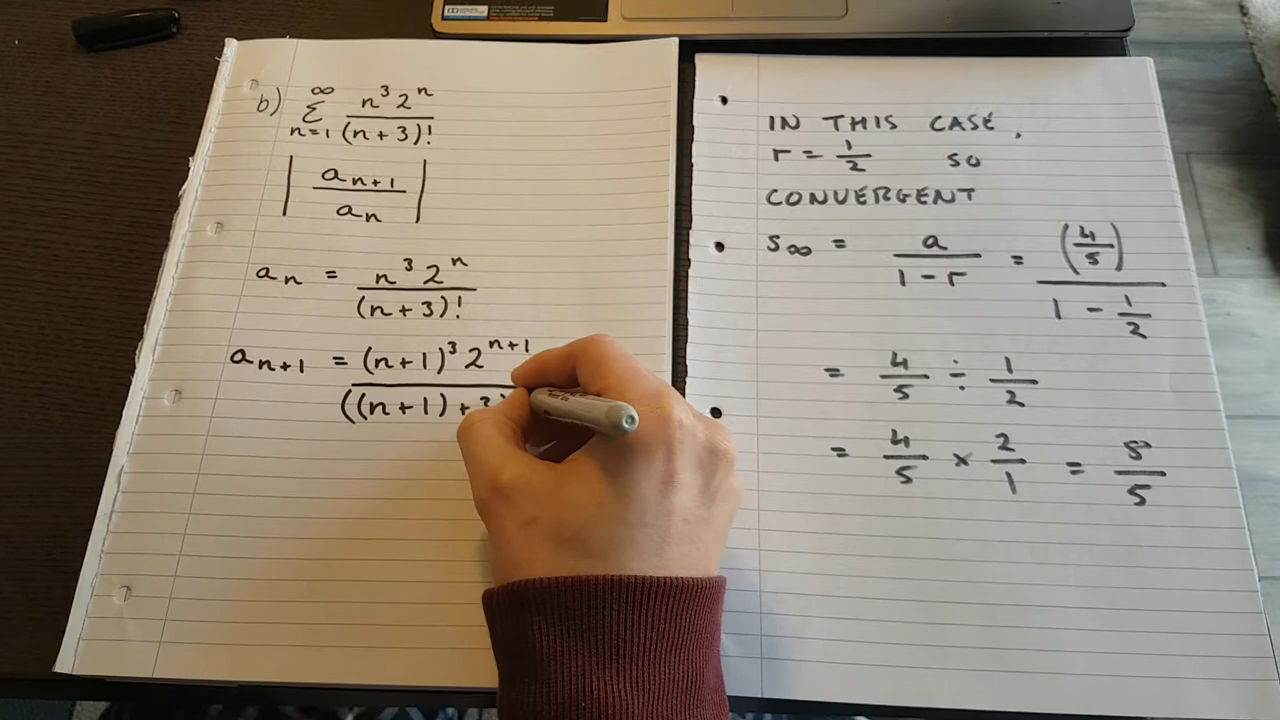 b) ∞
Σ n³2ⁿ / (n+3)!
n=1
| aₙ₊₁ / aₙ |
aₙ = n³2ⁿ / (n+3)!
aₙ₊₁ = (n+1)³2ⁿ⁺¹ / ((n+1)+3)
IN THIS CASE,
r = 1/2 SO
CONVERGENT
S∞ = a / (1-r) = (4/5) / (1 - 1/2)
= 4/5 ÷ 1/2
= 4/5 × 2/1 = 8/5